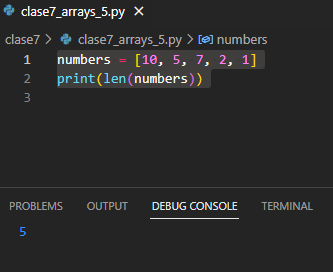 clase7_arrays_5.py ×
clase7 > clase7_arrays_5.py > numbers
1 numbers = [10, 5, 7, 2, 1]
2 print(len(numbers))
3
PROBLEMS OUTPUT DEBUG CONSOLE TERMINAL
5